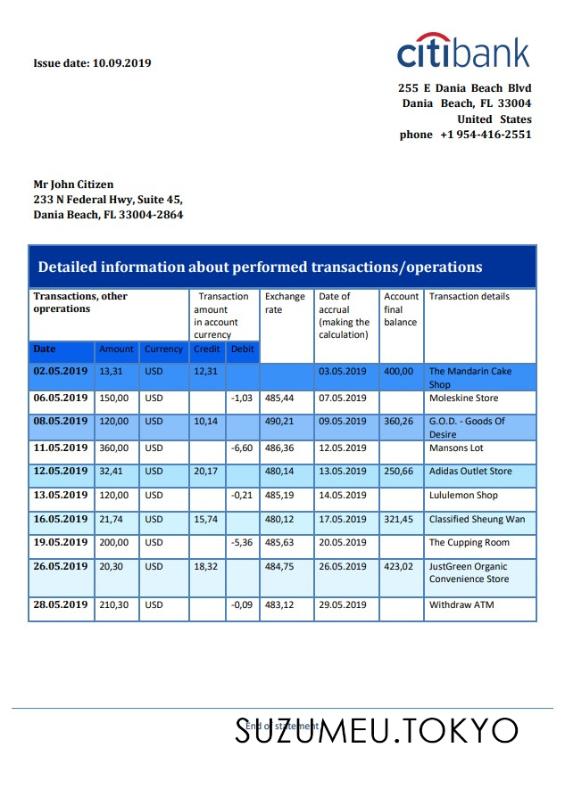 citibank
Issue date: 10.09.2019
255 E Dania Beach Blvd
Dania Beach, FL 33004
United States
phone +1 954-416-2551
Mr John Citizen
233 N Federal Hwy, Suite 45,
Dania Beach, FL 33004-2864
Detailed information about performed transactions/operations
Transactions, other
oprerations
Transaction
amount
in account
currency
Exchange
rate
Date of
accrual
(making the
calculation)
Account
final
balance
Transaction details
Date Amount Currency Credit Debit
02.05.2019 13,31 USD 12,31 03.05.2019 400,00 The Mandarin Cake
Shop
06.05.2019 150,00 USD -1,03 485,44 07.05.2019 Moleskine Store
08.05.2019 120,00 USD 10,14 490,21 09.05.2019 360,26 G.O.D. - Goods Of
Desire
11.05.2019 360,00 USD -6,60 486,36 12.05.2019 Mansons Lot
12.05.2019 32,41 USD 20,17 480,14 13.05.2019 250,66 Adidas Outlet Store
13.05.2019 120,00 USD -0,21 485,19 14.05.2019 Lululemon Shop
16.05.2019 21,74 USD 15,74 480,12 17.05.2019 321,45 Classified Sheung Wan
19.05.2019 200,00 USD -5,36 485,63 20.05.2019 The Cupping Room
26.05.2019 20,30 USD 18,32 484,75 26.05.2019 423,02 JustGreen Organic
Convenience Store
28.05.2019 210,30 USD -0,09 483,12 29.05.2019 Withdraw ATM
End of statement
SUZUMEU.TOKYO